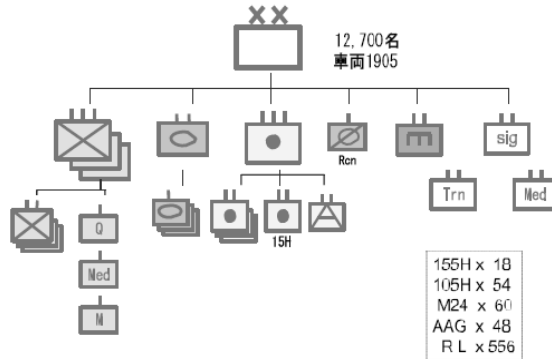 12,700名
車両1905
Rcn
sig
Trn
Med
15H
Q
Med
M
155H x 18
105H x 54
M24 x 60
AAG x 48
R L x 556